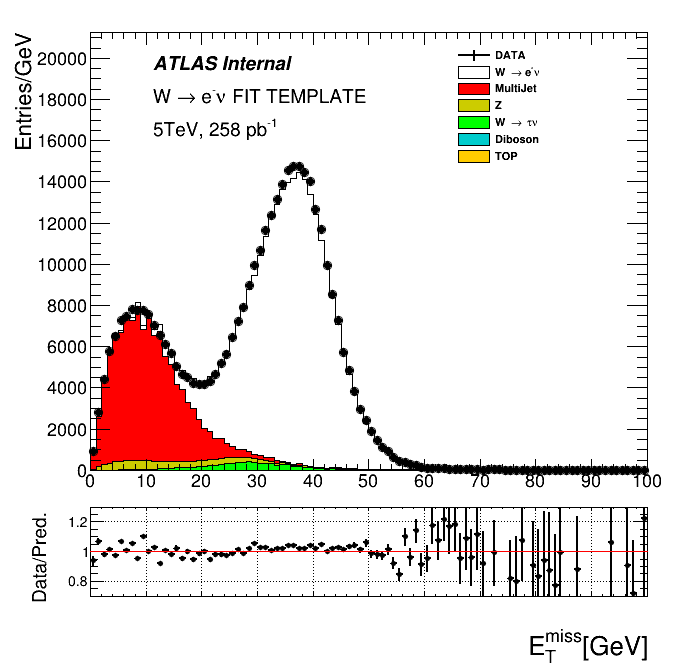 Entries/GeV
20000
18000
16000
14000
12000
10000
8000
6000
4000
2000
0
ATLAS Internal
W → e⁻ν FIT TEMPLATE
5TeV, 258 pb⁻¹
DATA
W → e⁻ν
MultiJet
Z
W → τν
Diboson
TOP
0 10 20 30 40 50 60 70 80 90 100
Data/Pred.
1.2
1
0.8
E_T^miss[GeV]